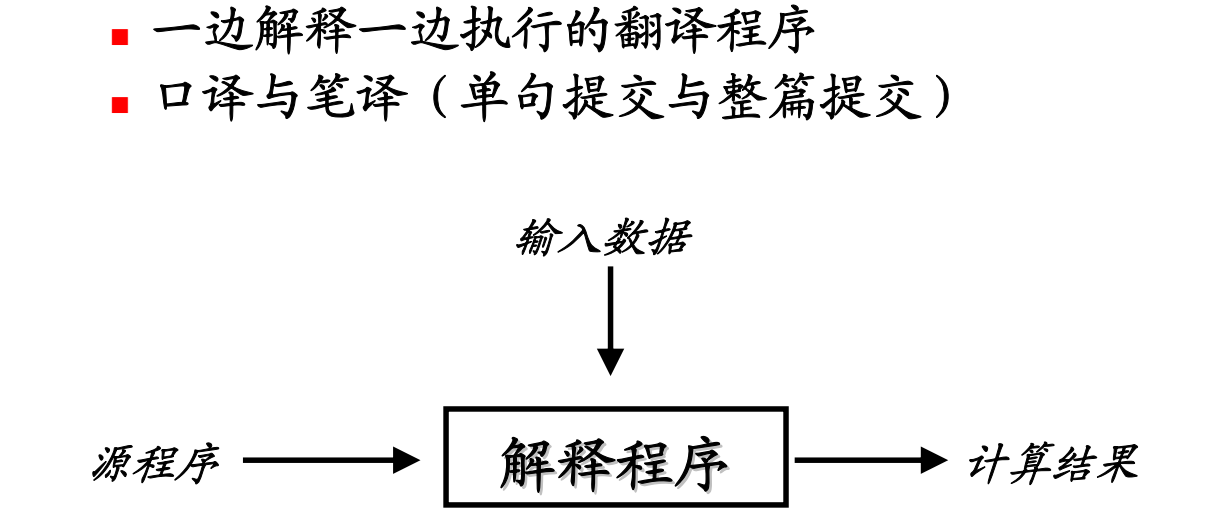 一边解释一边执行的翻译程序
口译与笔译（单句提交与整篇提交）
输入数据
源程序
解释程序
计算结果